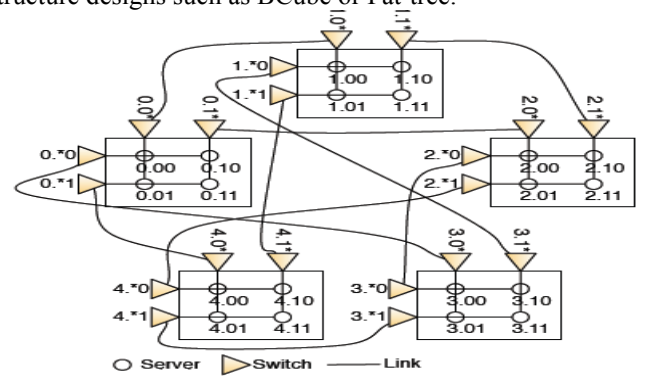 structure designs such as BCube or Fat-tree.
1.0* 1.1*
1.*0 1.00 1.10
1.*1 1.01 1.11
0.0* 0.1* 2.0* 2.1*
0.*0 0.00 0.10 2.*0 2.00 2.10
0.*1 0.01 0.11 2.*1 2.01 2.11
4.0* 4.1* 3.0* 3.1*
4.*0 4.00 4.10 3.*0 3.00 3.10
4.*1 4.01 4.11 3.*1 3.01 3.11
Server Switch Link